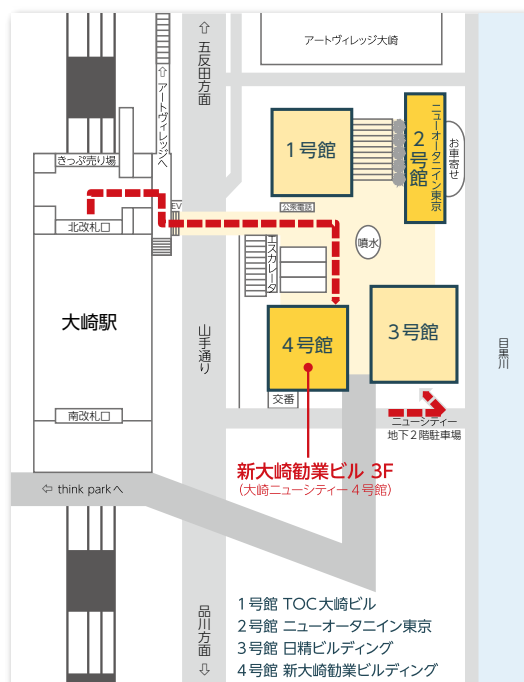 ⇧五反田方面
アートヴィレッジ大崎
⇧アートヴィレッジへ
きっぷ売り場
1号館
ニューオータニイン東京
2号館
お車寄せ
EV
公衆電話
北改札口
噴水
エスカレータ
大崎駅
山手通り
4号館
3号館
目黒川
交番
南改札口
ニューシティー
地下2階駐車場
新大崎勧業ビル 3F
(大崎ニューシティー 4号館)
⇦ think parkへ
品川方面⇩
1号館 TOC大崎ビル
2号館 ニューオータニイン東京
3号館 日精ビルディング
4号館 新大崎勧業ビルディング